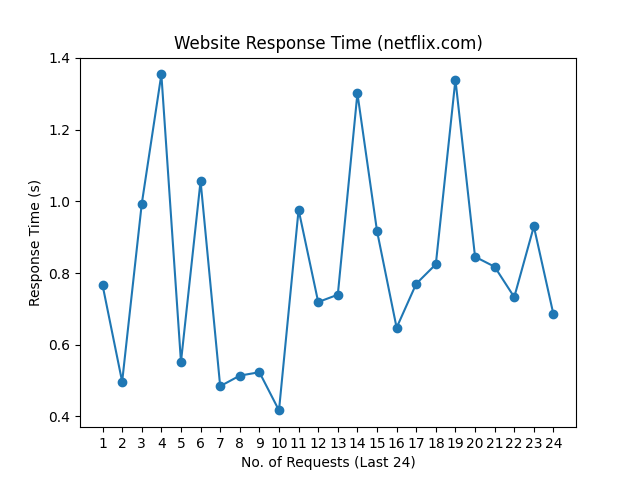 Website Response Time (netflix.com)
1.4
1.2
1.0
0.8
0.6
0.4
Response Time (s)
1 2 3 4 5 6 7 8 9 10 11 12 13 14 15 16 17 18 19 20 21 22 23 24
No. of Requests (Last 24)